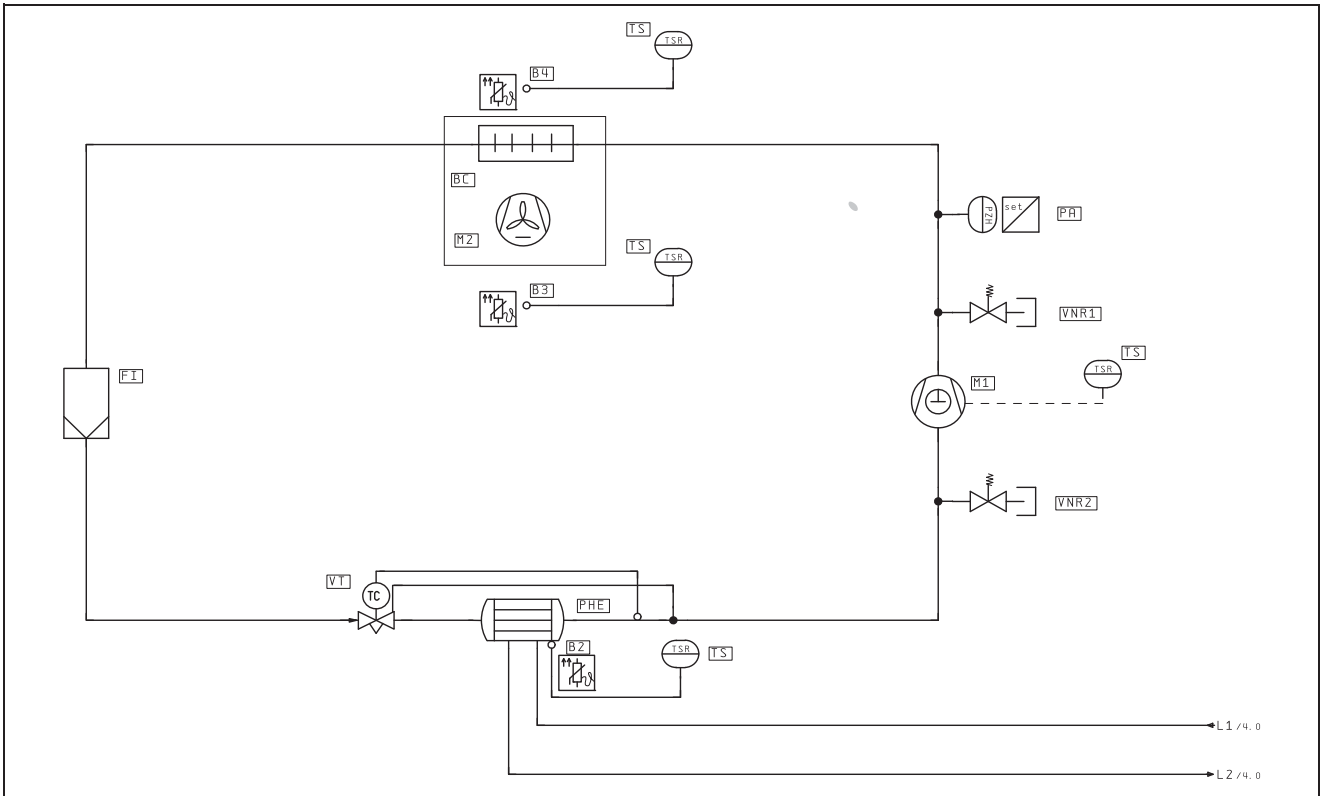 TS
TSR
B4
BC
M2
PZH
set
PA
TS
TSR
B3
VNR1
TS
TSR
M1
FI
VNR2
VT
TC
PHE
B2
TSR
TS
L1/4.0
L2/4.0